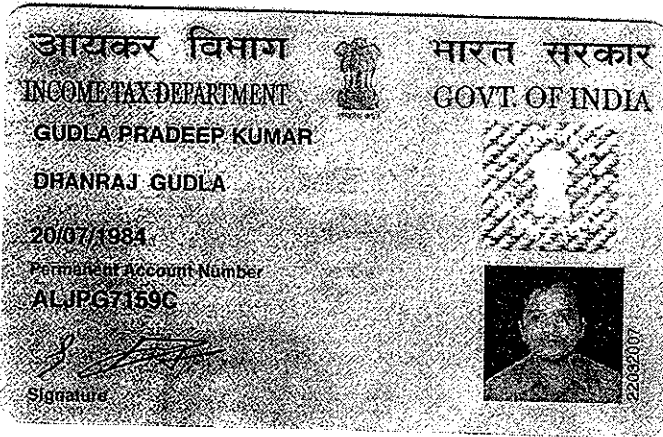 आयकर विभाग
भारत सरकार
INCOME TAX DEPARTMENT
GOVT. OF INDIA
GUDLA PRADEEP KUMAR
DHANRAJ GUDLA
20/07/1984
Permanent Account Number
ALJPG7159C
Signature
22032007